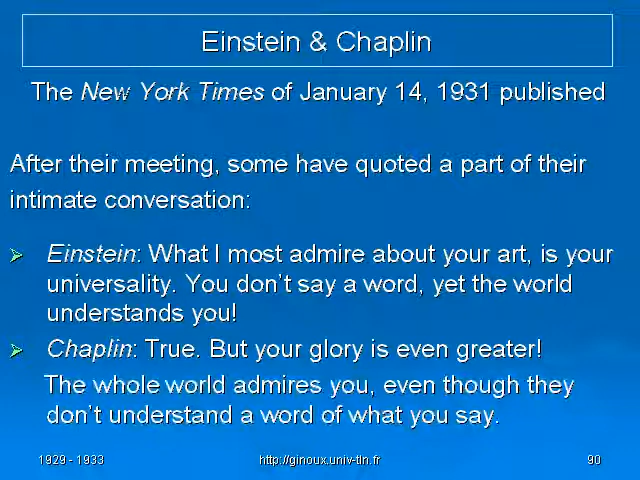 Einstein & Chaplin
The New York Times of January 14, 1931 published
After their meeting, some have quoted a part of their
intimate conversation:
Einstein: What I most admire about your art, is your
universality. You don't say a word, yet the world
understands you!
Chaplin: True. But your glory is even greater!
The whole world admires you, even though they
don't understand a word of what you say.
1929 - 1933 http://ginoux.univ-tln.fr 90